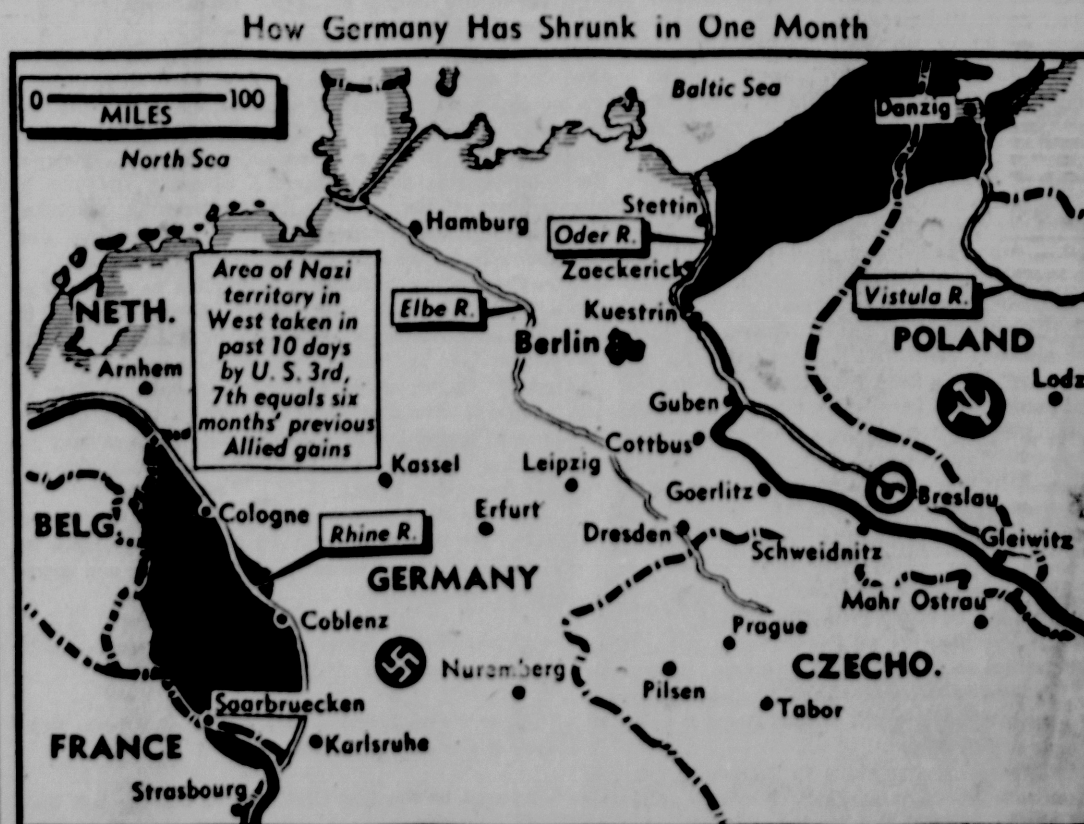 How Germany Has Shrunk in One Month
0 100
MILES
North Sea
Baltic Sea
Danzig
Hamburg
Stettin
Oder R.
Zaeckerick
Area of Nazi
territory in
West taken in
past 10 days
by U. S. 3rd,
7th equals six
months' previous
Allied gains
Elbe R.
Kuestrin
Vistula R.
NETH.
Berlin
POLAND
Arnhem
Lodz
Guben
Cottbus
Kassel
Leipzig
Goerlitz
Breslau
Cologne
Erfurt
BELG.
Rhine R.
Dresden
Schweidnitz
Gleiwitz
GERMANY
Mahr Ostrau
Coblenz
Prague
Nuremberg
CZECHO.
Pilsen
Saarbruecken
Tabor
FRANCE
Karlsruhe
Strasbourg